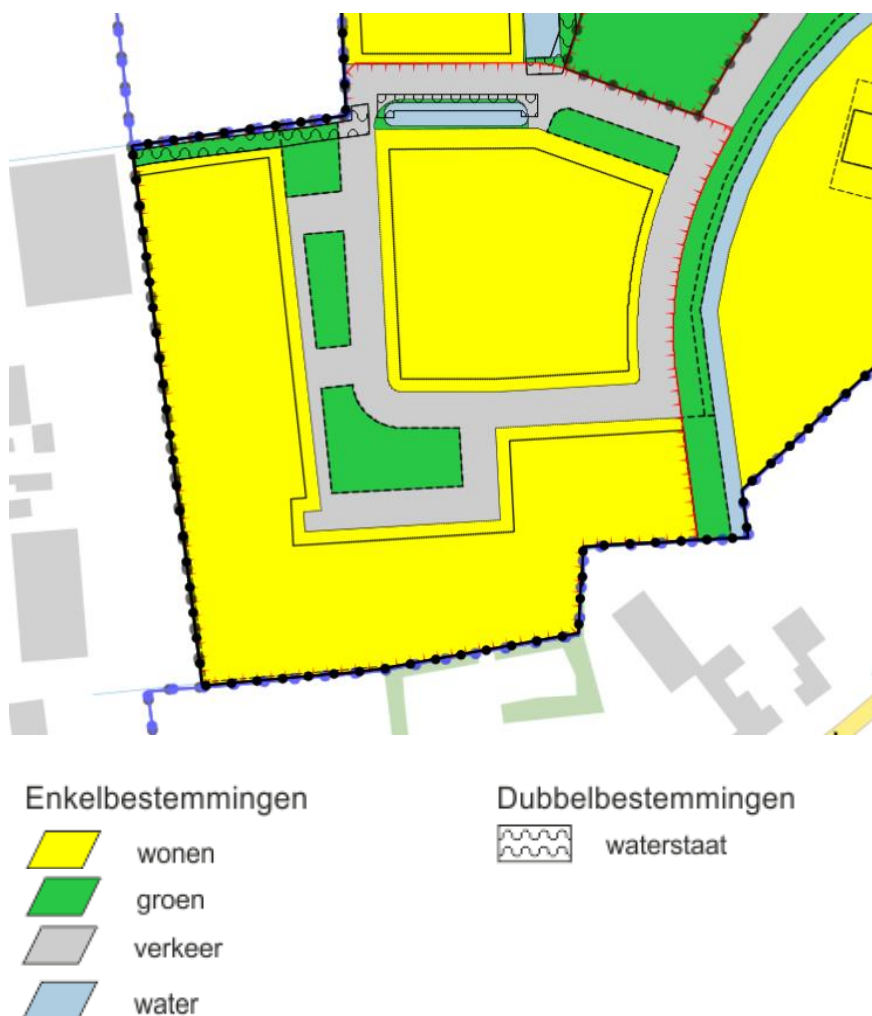 Enkelbestemmingen
wonen
groen
verkeer
water
Dubbelbestemmingen
waterstaat